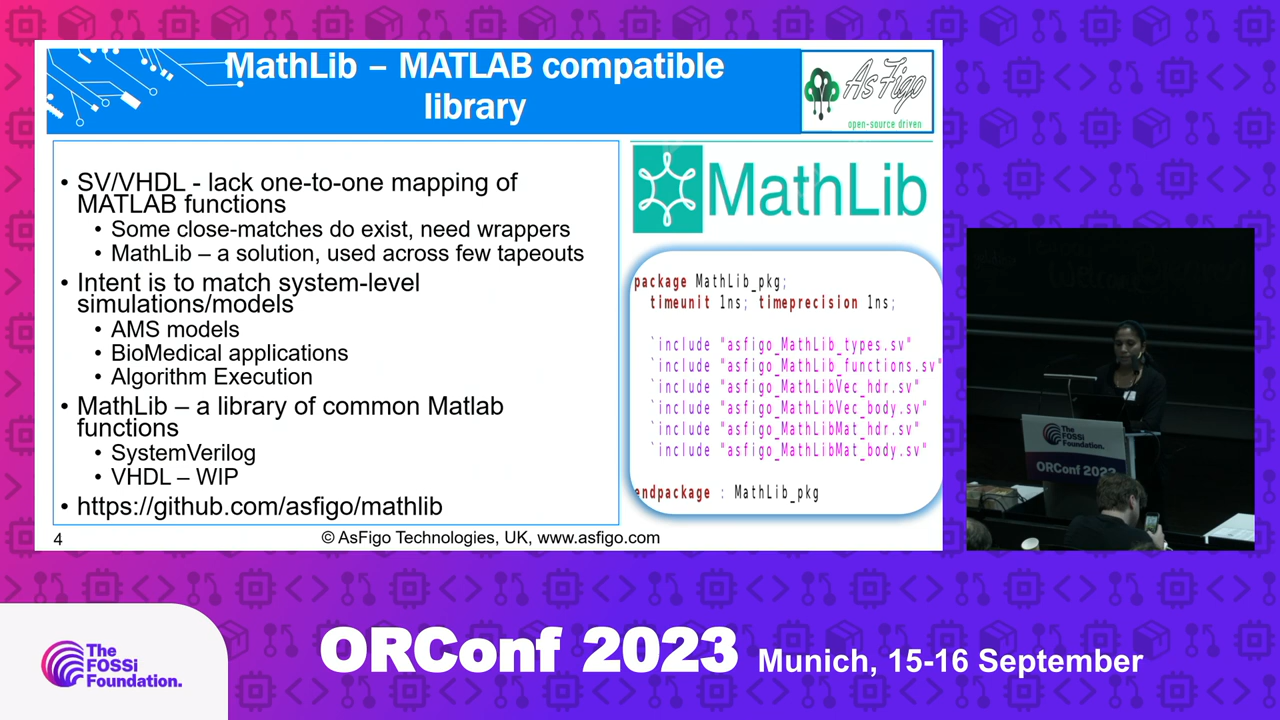 MathLib – MATLAB compatible
library
As Figo
open-source driven
• SV/VHDL - lack one-to-one mapping of
MATLAB functions
• Some close-matches do exist, need wrappers
• MathLib – a solution, used across few tapeouts
• Intent is to match system-level
simulations/models
• AMS models
• BioMedical applications
• Algorithm Execution
• MathLib – a library of common Matlab
functions
• SystemVerilog
• VHDL – WIP
• https://github.com/asfigo/mathlib
MathLib
package MathLib_pkg;
timeunit 1ns; timeprecision 1ns;
`include "asfigo_MathLib_types.sv"
`include "asfigo_MathLib_functions.sv"
`include "asfigo_MathLibVec_hdr.sv"
`include "asfigo_MathLibVec_body.sv"
`include "asfigo_MathLibMat_hdr.sv"
`include "asfigo_MathLibMat_body.sv"
endpackage : MathLib_pkg
4
© AsFigo Technologies, UK, www.asfigo.com
The
FOSSi
Foundation.
ORConf 2023
The
FOSSi
Foundation.
ORConf 2023 Munich, 15-16 September